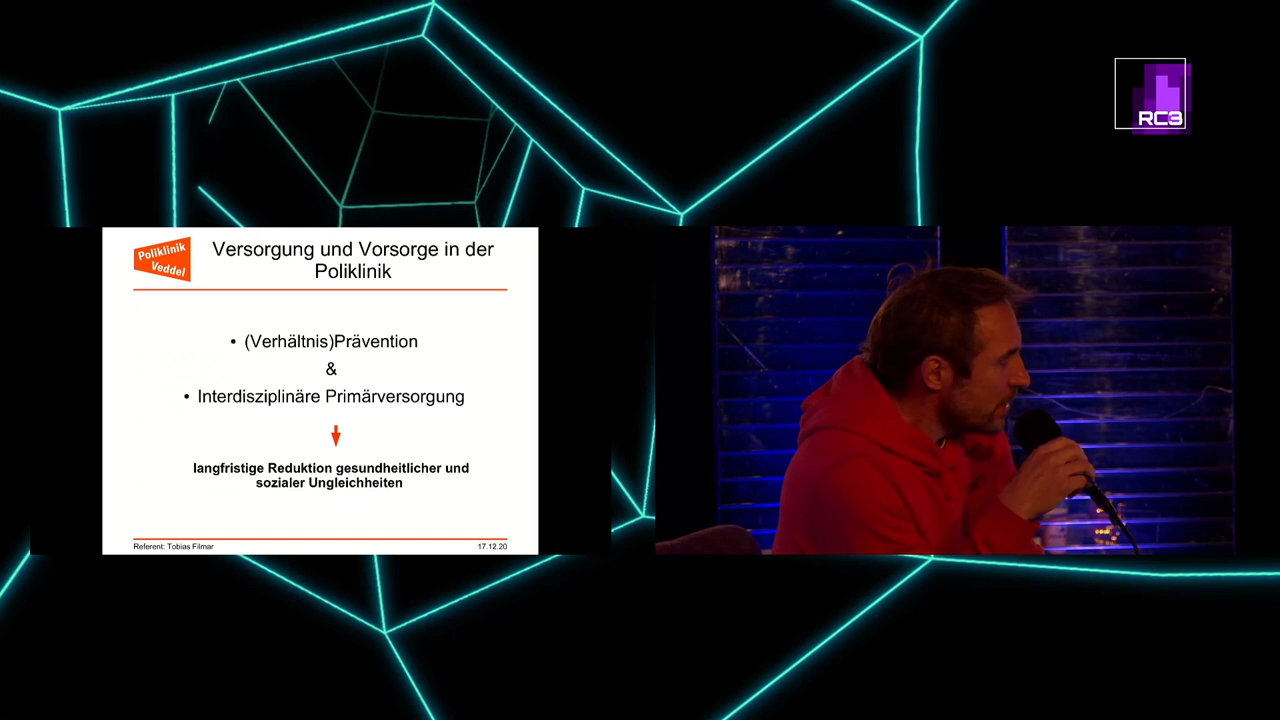 RC3
Poliklinik
Veddel
Versorgung und Vorsorge in der
Poliklinik
• (Verhältnis)Prävention
&
• Interdisziplinäre Primärversorgung
langfristige Reduktion gesundheitlicher und
sozialer Ungleichheiten
Referent: Tobias Filmar
17.12.20